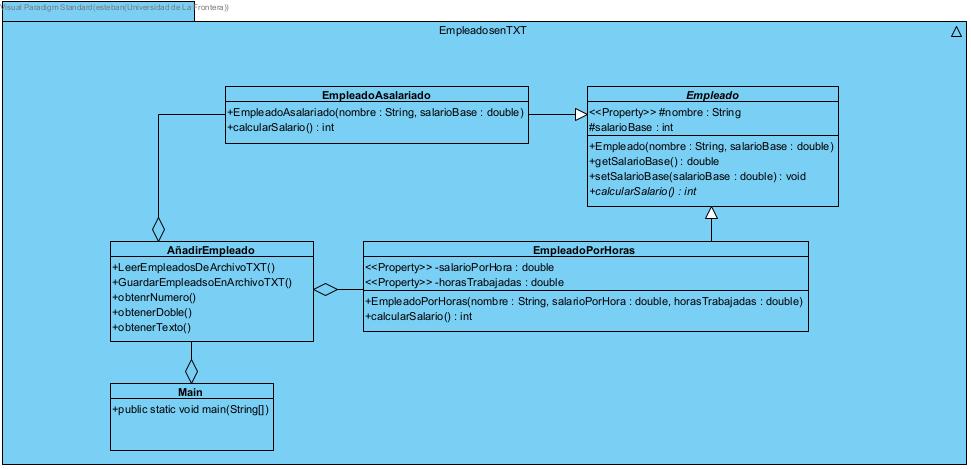 Visual Paradigm Standard(esteban(Universidad de La Frontera))
EmpleadosenTXT
EmpleadoAsalariado
+EmpleadoAsalariado(nombre : String, salarioBase : double)
+calcularSalario() : int
Empleado
<<Property>> #nombre : String
#salarioBase : int
+Empleado(nombre : String, salarioBase : double)
+getSalarioBase() : double
+setSalarioBase(salarioBase : double) : void
+calcularSalario() : int
AñadirEmpleado
+LeerEmpleadosDeArchivoTXT()
+GuardarEmpleadsoEnArchivoTXT()
+obtenrNumero()
+obtenerDoble()
+obtenerTexto()
EmpleadoPorHoras
<<Property>> -salarioPorHora : double
<<Property>> -horasTrabajadas : double
+EmpleadoPorHoras(nombre : String, salarioPorHora : double, horasTrabajadas : double)
+calcularSalario() : int
Main
+public static void main(String[])